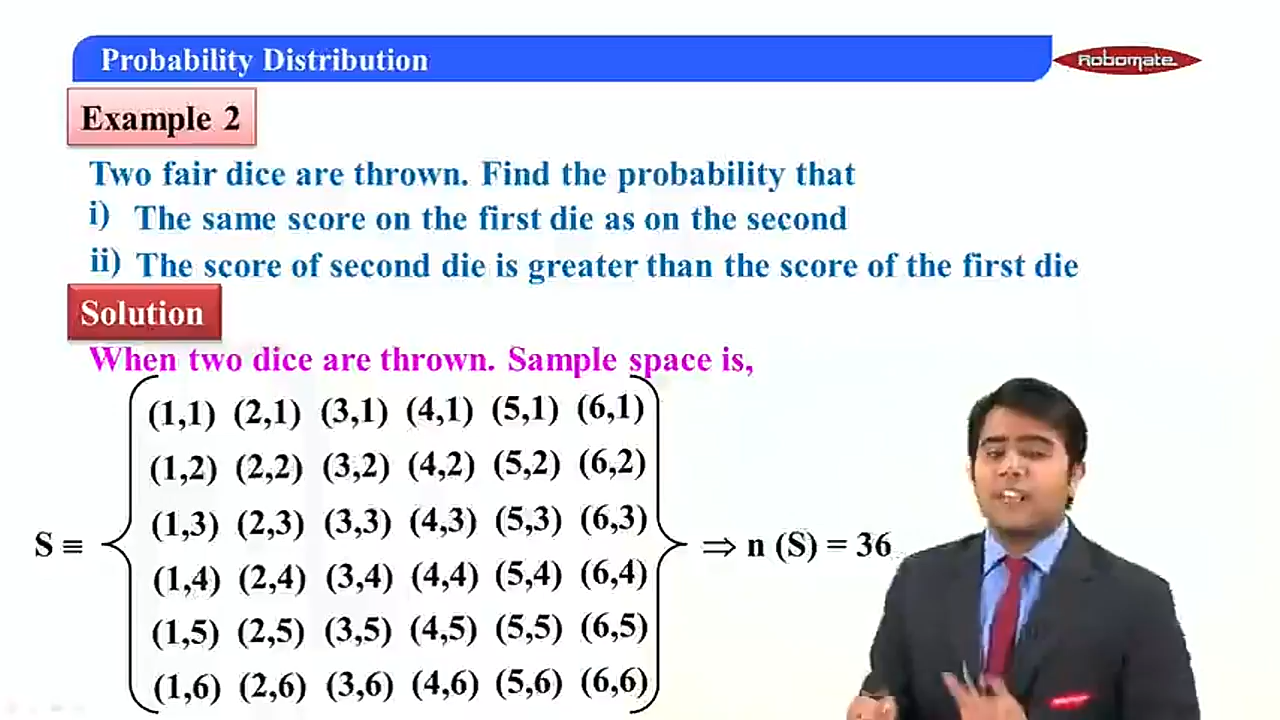 Probability Distribution
Robomate
Example 2
Two fair dice are thrown. Find the probability that
i) The same score on the first die as on the second
ii) The score of second die is greater than the score of the first die
Solution
When two dice are thrown. Sample space is,
(1,1) (2,1) (3,1) (4,1) (5,1) (6,1)
(1,2) (2,2) (3,2) (4,2) (5,2) (6,2)
(1,3) (2,3) (3,3) (4,3) (5,3) (6,3)
S ≡ ⇒ n (S) = 36
(1,4) (2,4) (3,4) (4,4) (5,4) (6,4)
(1,5) (2,5) (3,5) (4,5) (5,5) (6,5)
(1,6) (2,6) (3,6) (4,6) (5,6) (6,6)